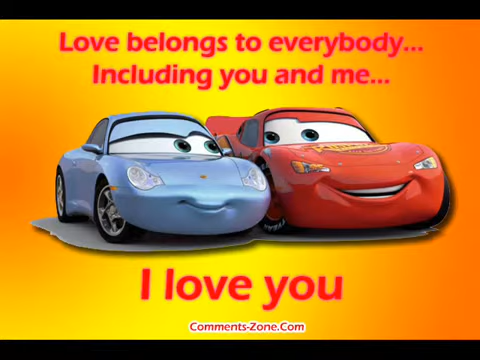 Love belongs to everybody...
Including you and me...
I love you
Comments-Zone.Com